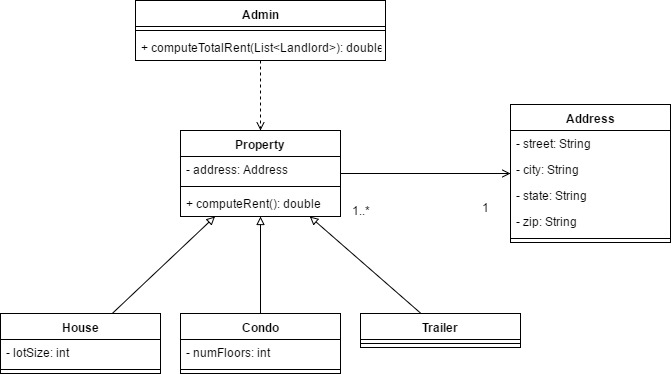 Admin
+ computeTotalRent(List<Landlord>): double
Property
- address: Address
+ computeRent(): double
Address
- street: String
- city: String
- state: String
- zip: String
1..*
1
House
- lotSize: int
Condo
- numFloors: int
Trailer